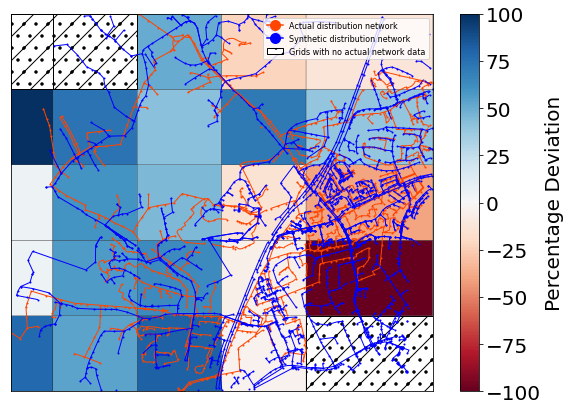 Actual distribution network
Synthetic distribution network
Grids with no actual network data
100
75
50
25
0
−25
−50
−75
−100
Percentage Deviation